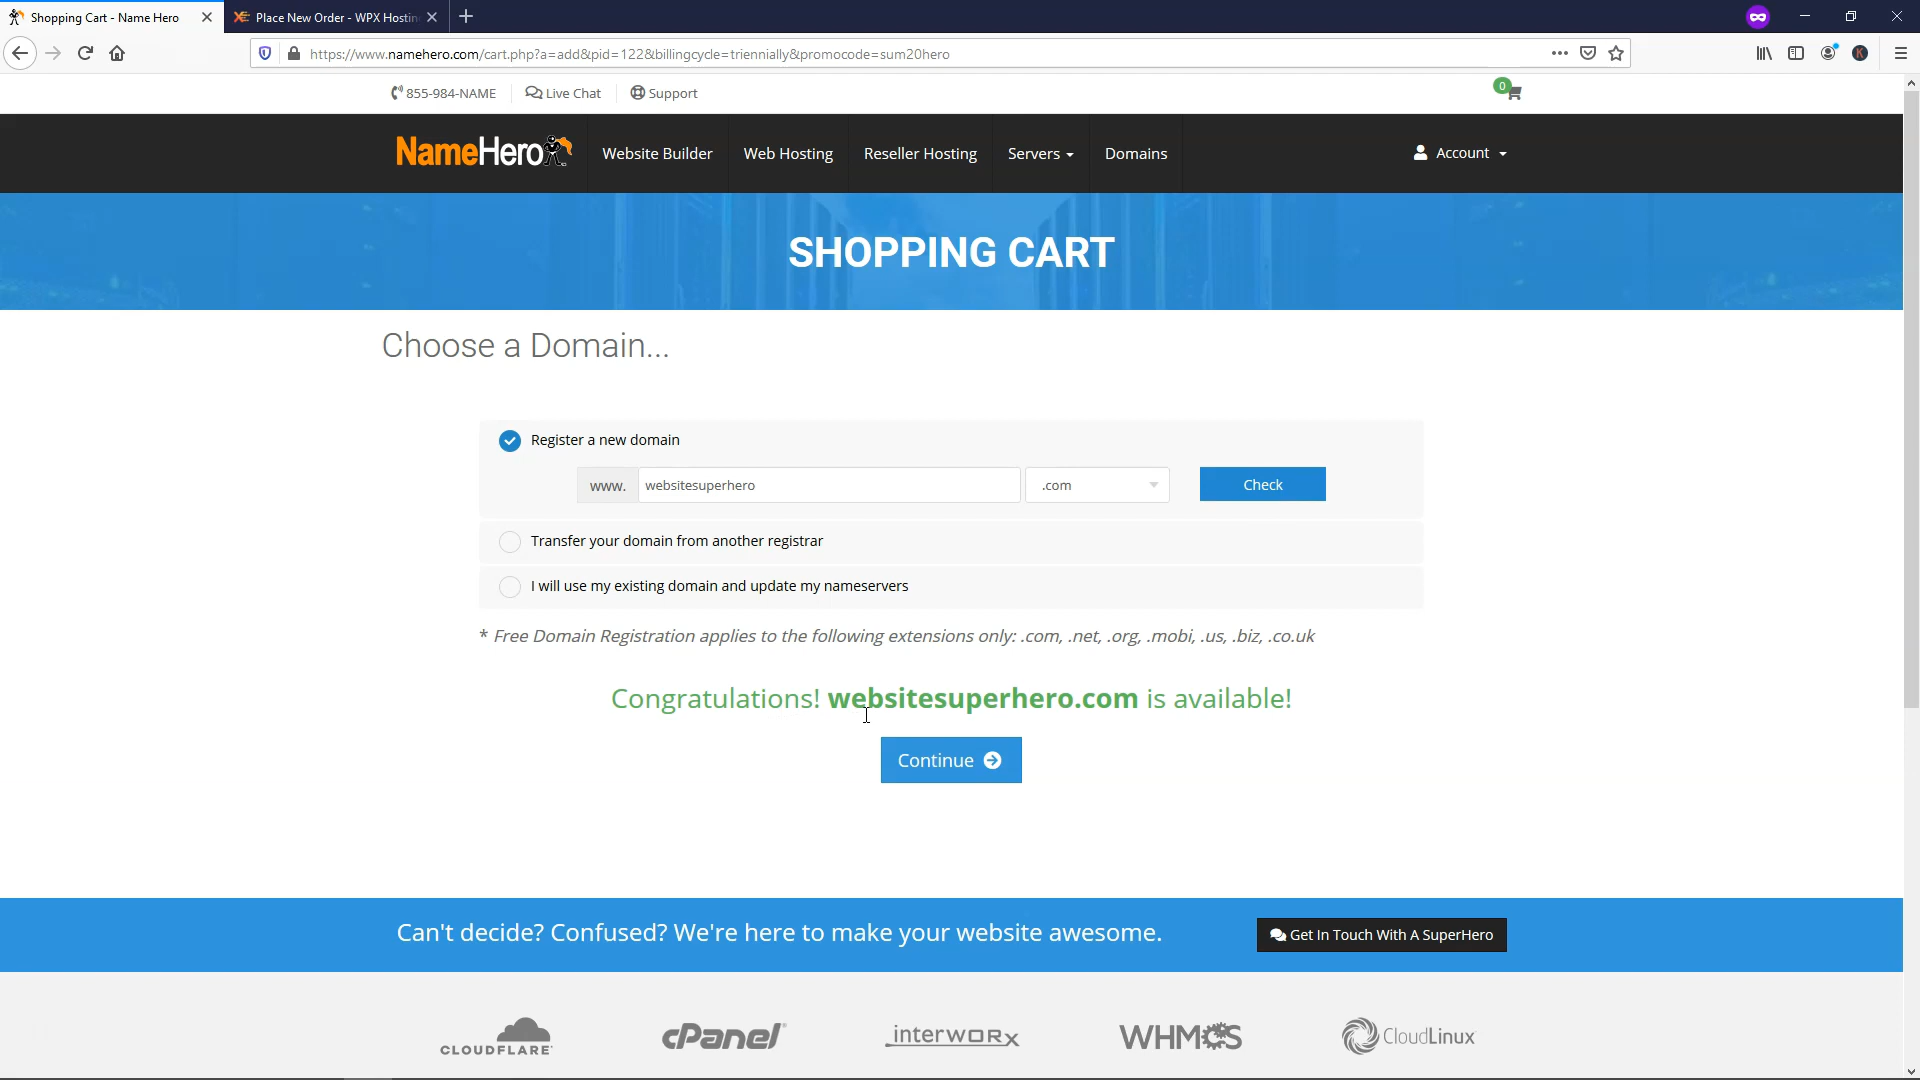 Shopping Cart - Name Hero
Place New Order - WPX Hostin
https://www.namehero.com/cart.php?a=add&pid=122&billingcycle=triennially&promocode=sum20hero
K
855-984-NAME
Live Chat
Support
0
NameHero
Website Builder
Web Hosting
Reseller Hosting
Servers
Domains
Account
SHOPPING CART
Choose a Domain...
Register a new domain
www.
websitesuperhero
.com
Check
Transfer your domain from another registrar
I will use my existing domain and update my nameservers
* Free Domain Registration applies to the following extensions only: .com, .net, .org, .mobi, .us, .biz, .co.uk
Congratulations! websitesuperhero.com is available!
Continue
Can't decide? Confused? We're here to make your website awesome.
Get In Touch With A SuperHero
CLOUDFLARE
cPanel
interworx
WHMCS
CloudLinux